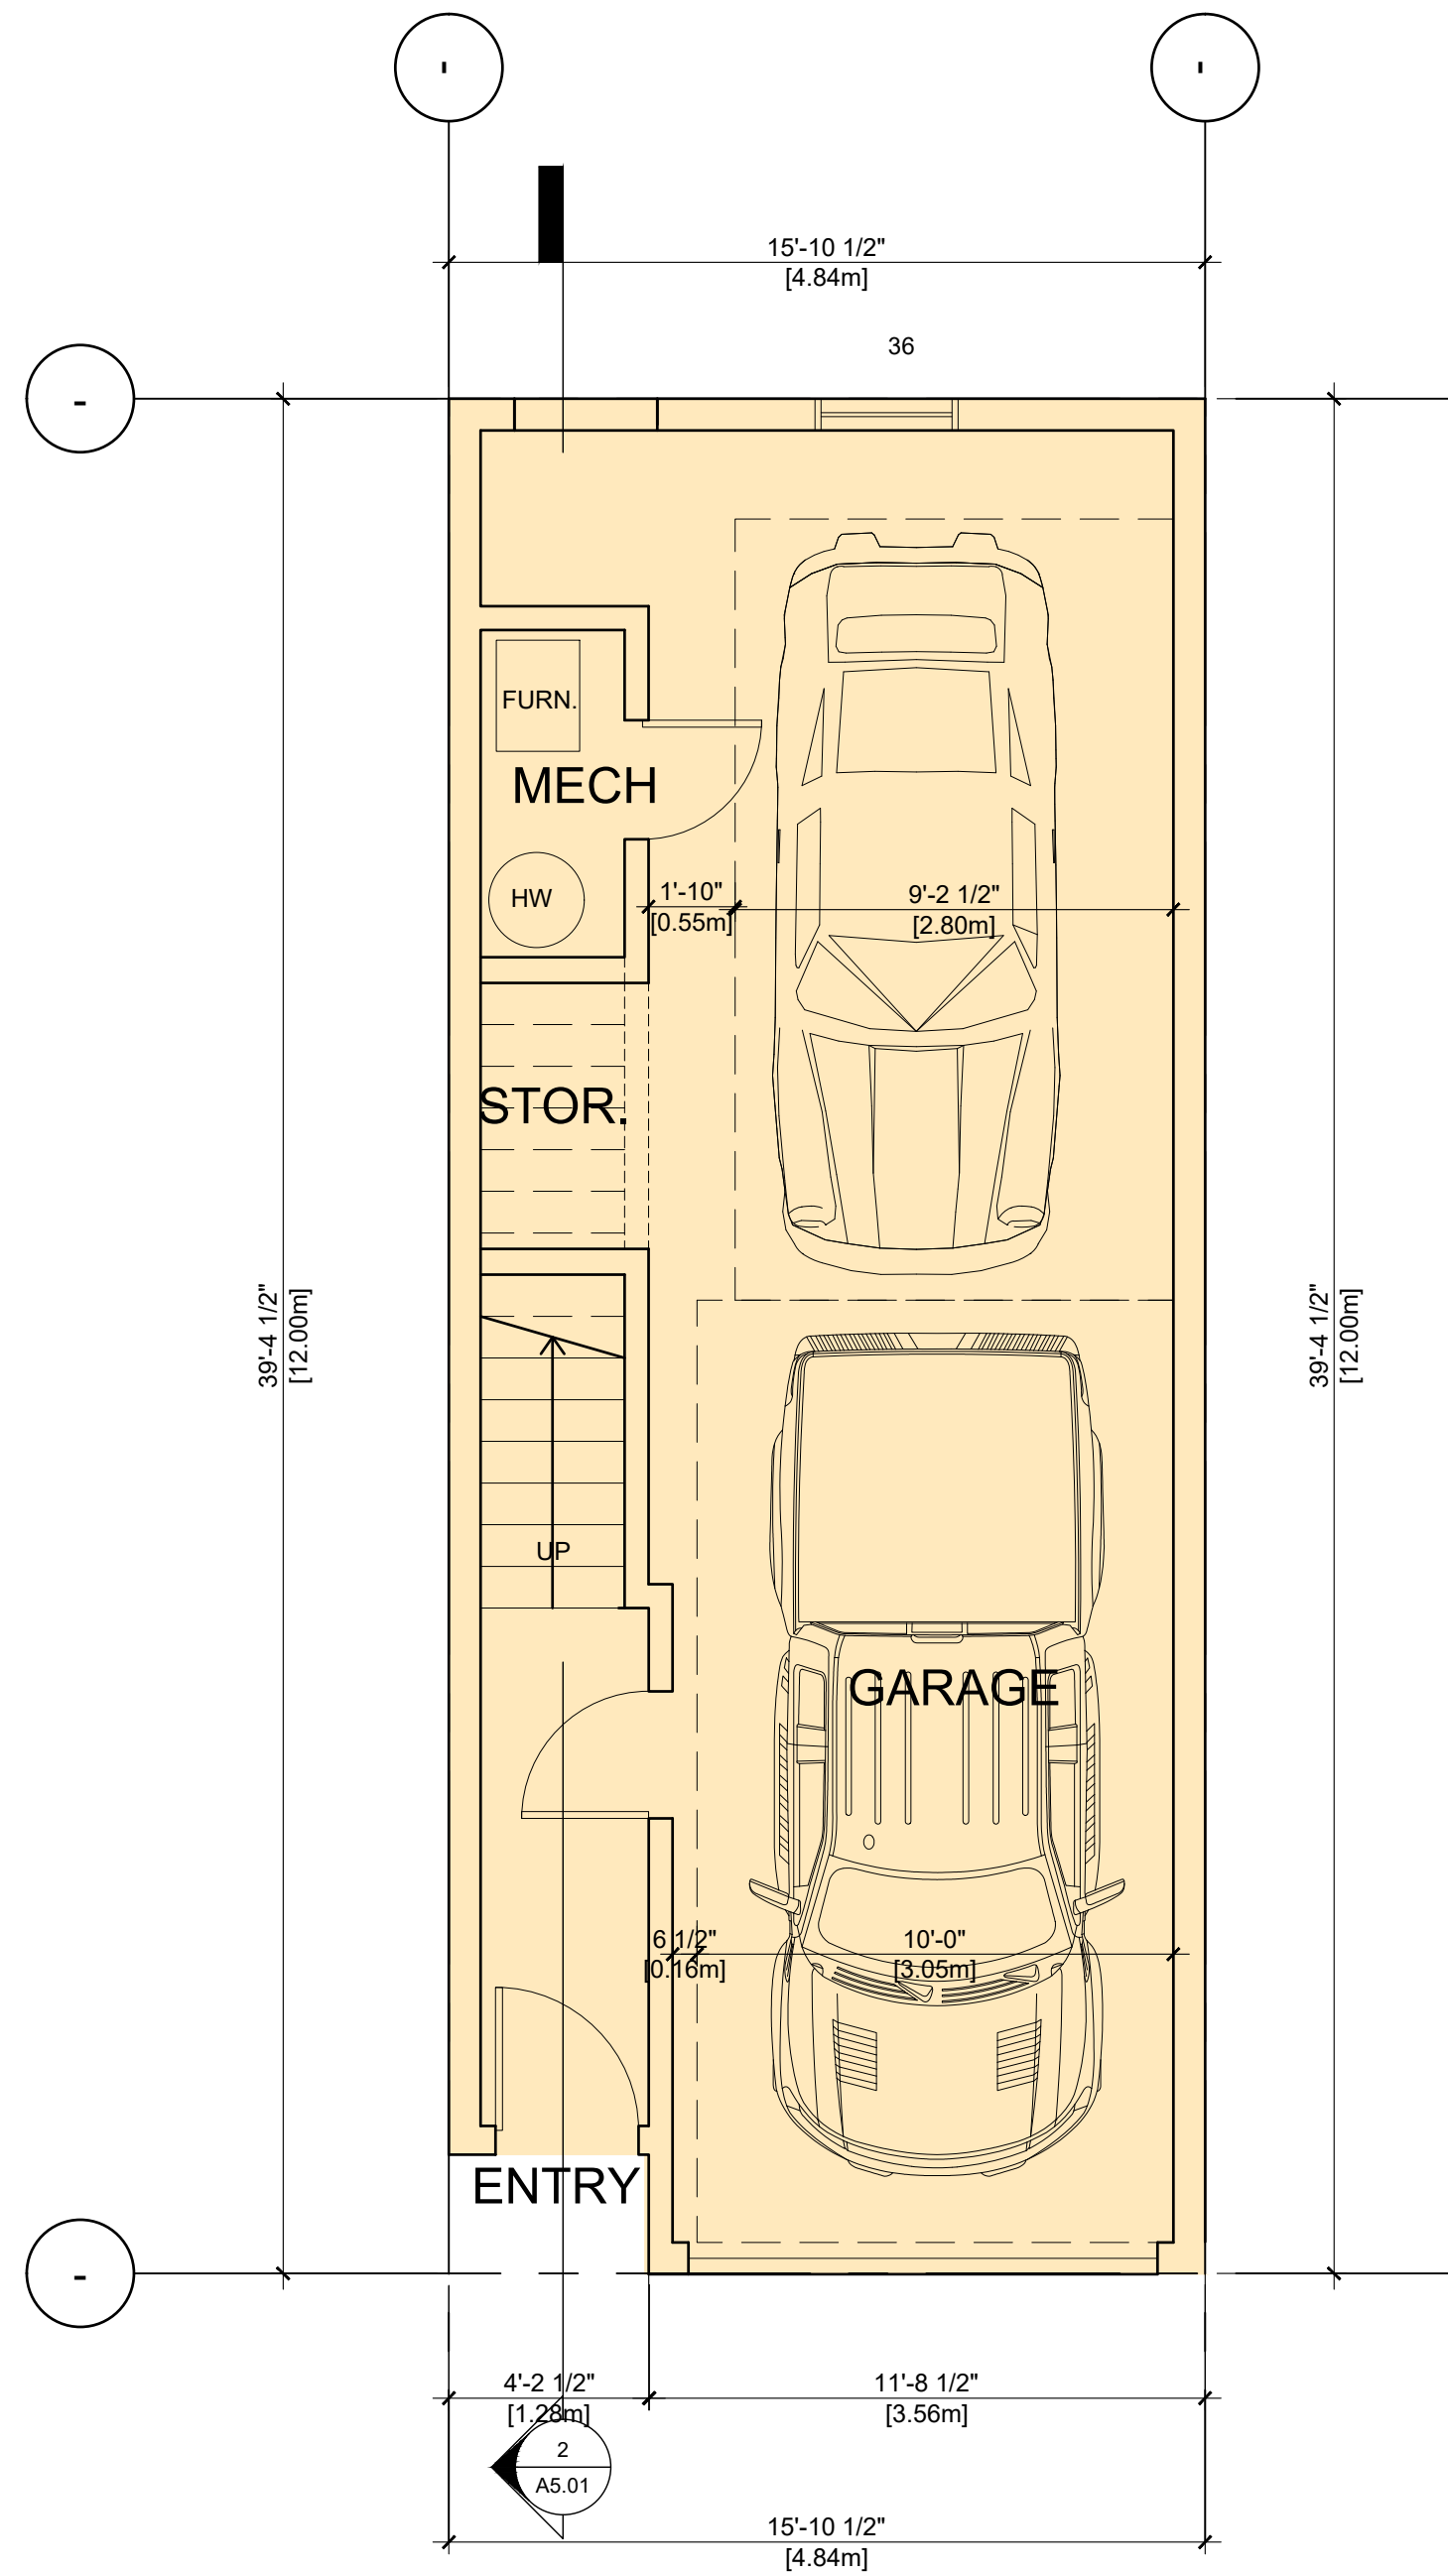 -
-
15'-10 1/2"
[4.84m]
36
-
FURN.
MECH
HW
1'-10"
[0.55m]
9'-2 1/2"
[2.80m]
STOR.
39'-4 1/2"
[12.00m]
39'-4 1/2"
[12.00m]
UP
GARAGE
6 1/2"
[0.16m]
10'-0"
[3.05m]
ENTRY
-
4'-2 1/2"
[1.28m]
11'-8 1/2"
[3.56m]
2
A5.01
15'-10 1/2"
[4.84m]